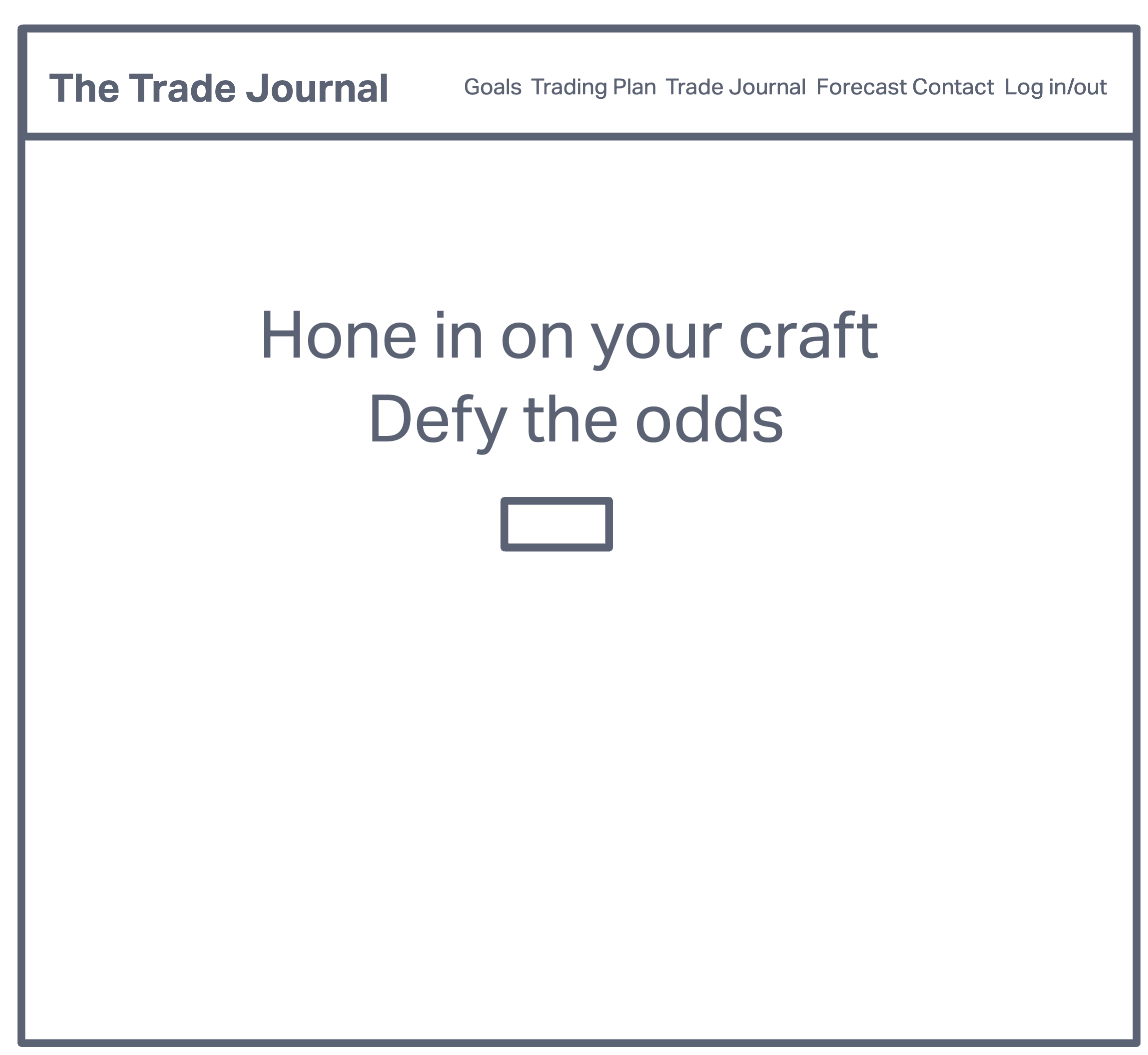 The Trade Journal
Goals Trading Plan Trade Journal Forecast Contact Log in/out
Hone in on your craft
Defy the odds